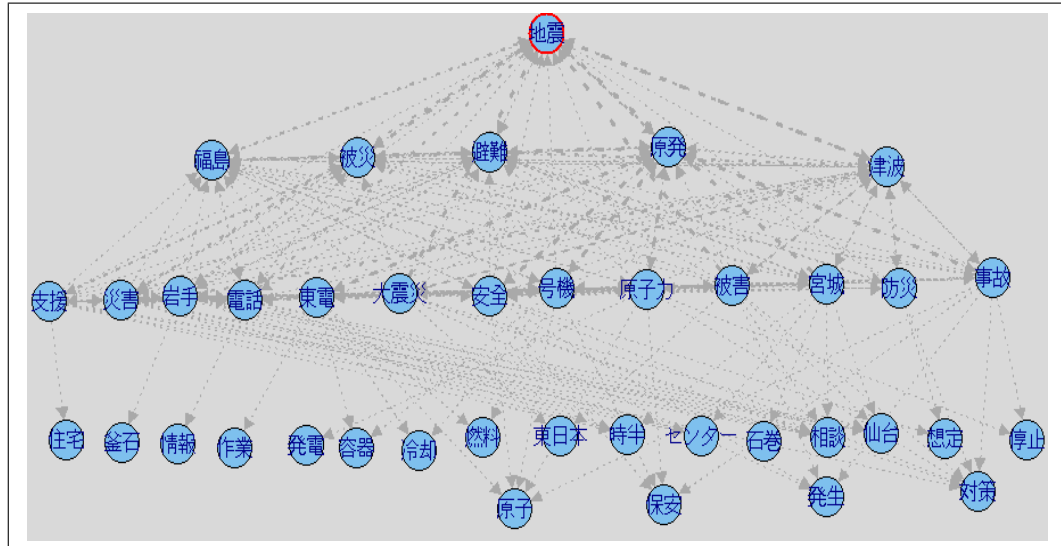 地震
福島 被災 避難 原発 津波
支援 災害 岩手 電話 東電 大震災 安全 号機 原子力 被害 宮城 防災 事故
住宅 釜石 情報 作業 発電 容器 冷却 燃料 東日本 時半 センター 石巻 相談 仙台 想定 停止
原子 保安 発生 対策